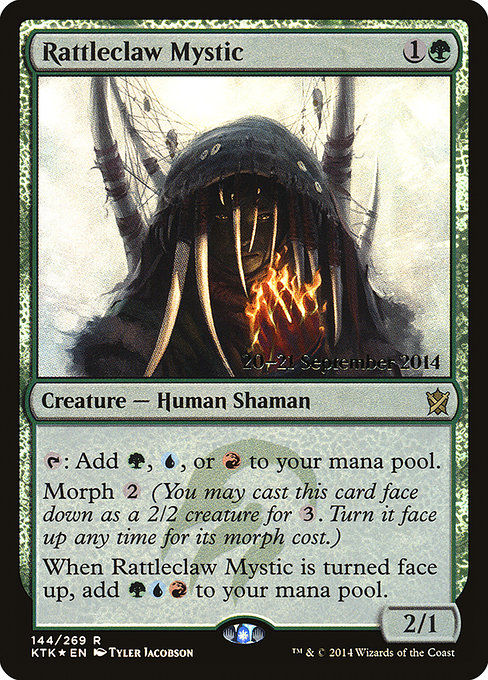 Rattleclaw Mystic 1
20–21 September 2014
Creature — Human Shaman
: Add , , or to your mana pool.
Morph 2 (You may cast this card face
down as a 2/2 creature for 3. Turn it face
up any time for its morph cost.)
When Rattleclaw Mystic is turned face
up, add to your mana pool.
2/1
144/269 R
KTK ★ EN Tyler Jacobson
™ & © 2014 Wizards of the Coast